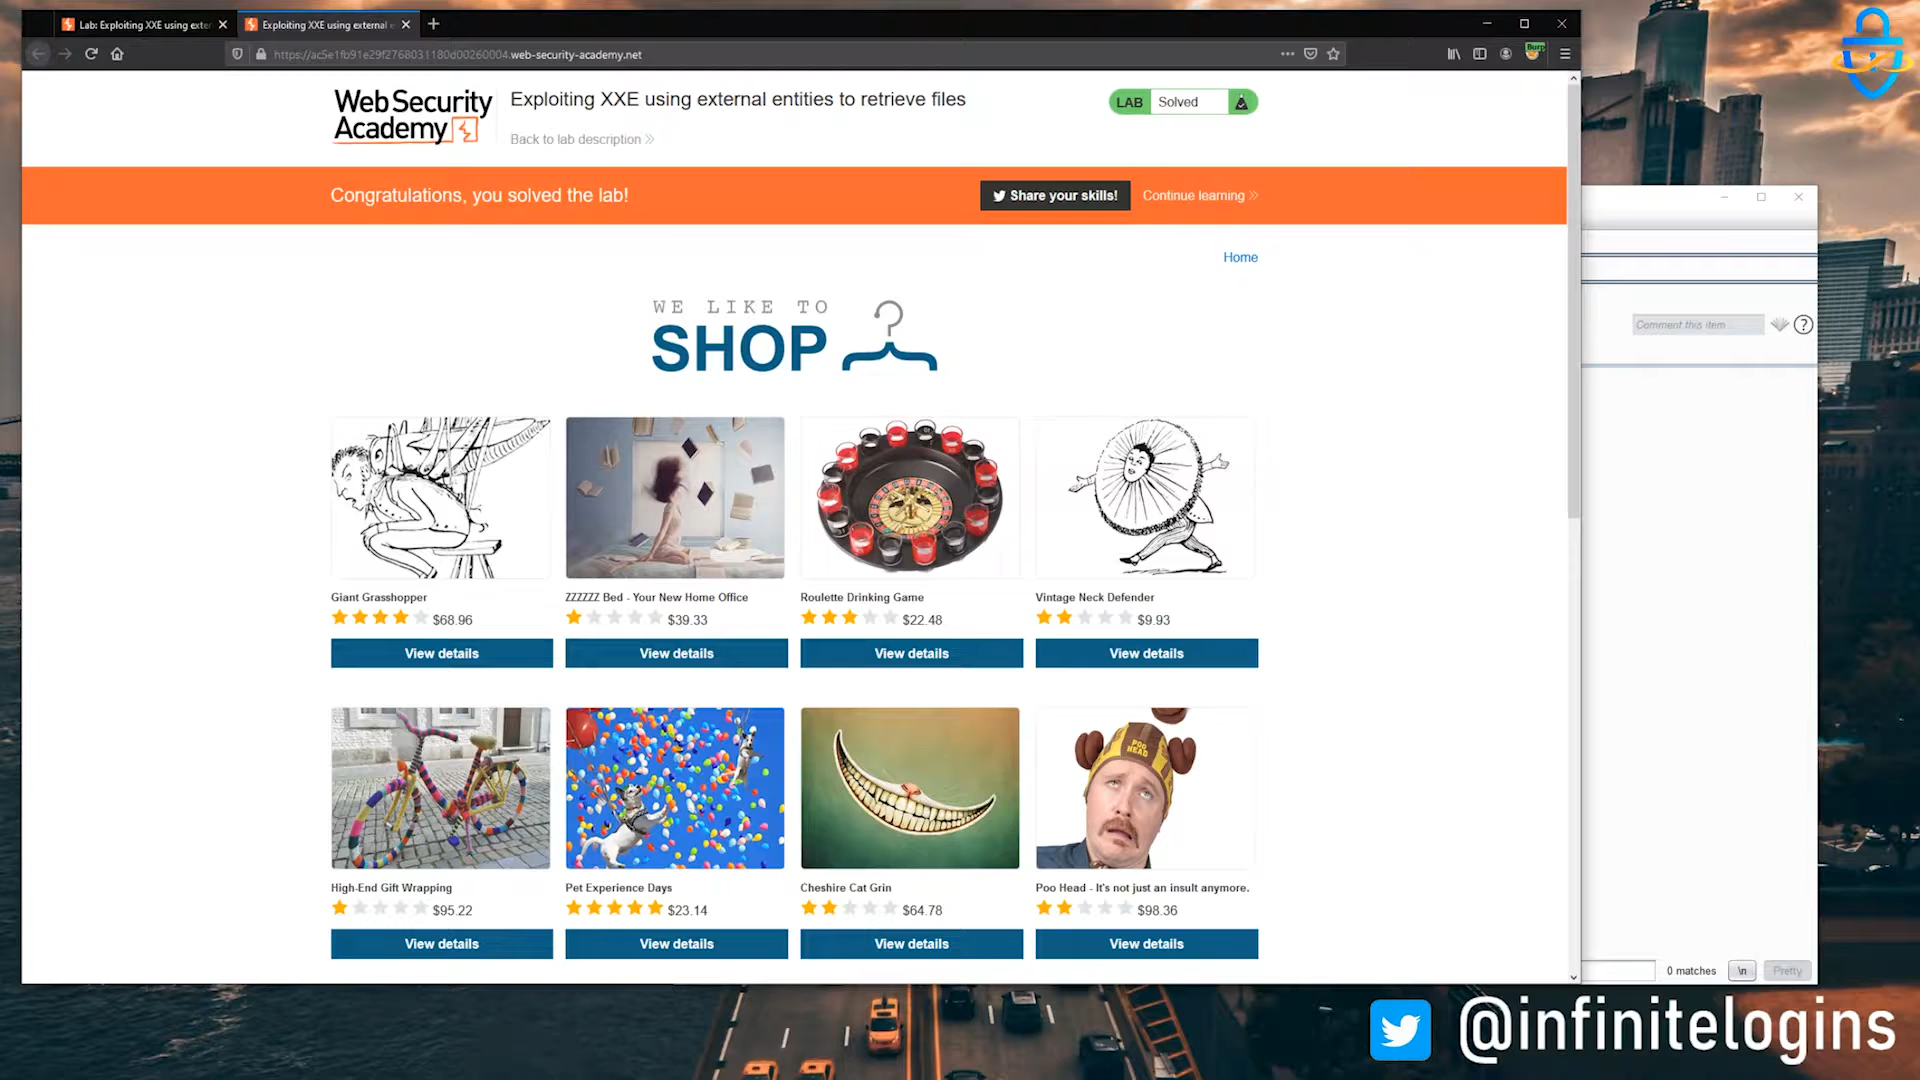 Lab: Exploiting XXE using exter
Exploiting XXE using external e
https://ac5e1fb91e29f2768031180d00260004.web-security-academy.net
Burp
Web Security
Academy
Exploiting XXE using external entities to retrieve files
Back to lab description
LAB Solved
Congratulations, you solved the lab!
Share your skills!
Continue learning
Home
Comment this item...
?
WE LIKE TO
SHOP
Giant Grasshopper
$68.96
View details
ZZZZZZ Bed - Your New Home Office
$39.33
View details
Roulette Drinking Game
$22.48
View details
Vintage Neck Defender
$9.93
View details
POO
HEAD
High-End Gift Wrapping
$95.22
View details
Pet Experience Days
$23.14
View details
Cheshire Cat Grin
$64.78
View details
Poo Head - It's not just an insult anymore.
$98.36
View details
0 matches
\n
Pretty
@infinitelogins